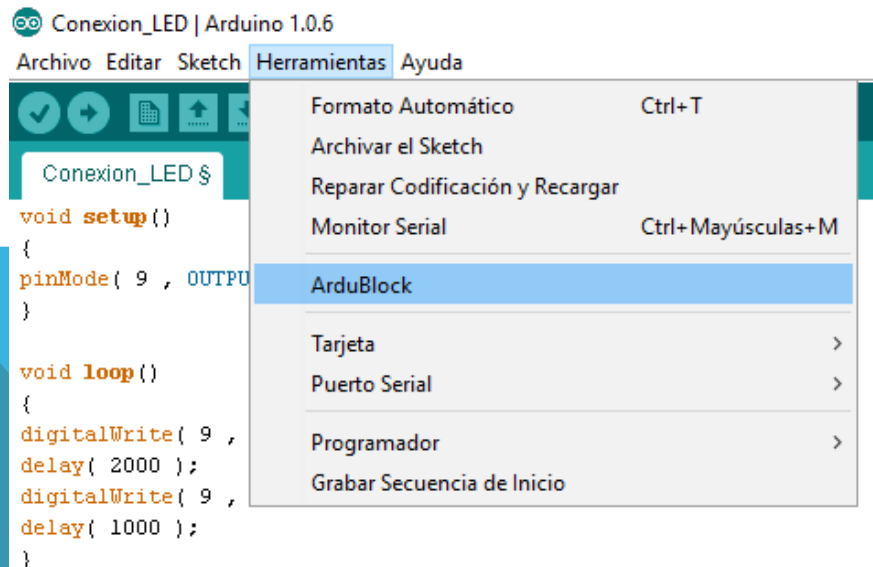 Conexion_LED | Arduino 1.0.6
Archivo Editar Sketch Herramientas Ayuda
Formato Automático Ctrl+T
Archivar el Sketch
Reparar Codificación y Recargar
Monitor Serial Ctrl+Mayúsculas+M
ArduBlock
Tarjeta
Puerto Serial
Programador
Grabar Secuencia de Inicio
Conexion_LED §
void setup()
{
pinMode( 9 , OUTPU
}
void loop()
{
digitalWrite( 9 ,
delay( 2000 );
digitalWrite( 9 ,
delay( 1000 );
}